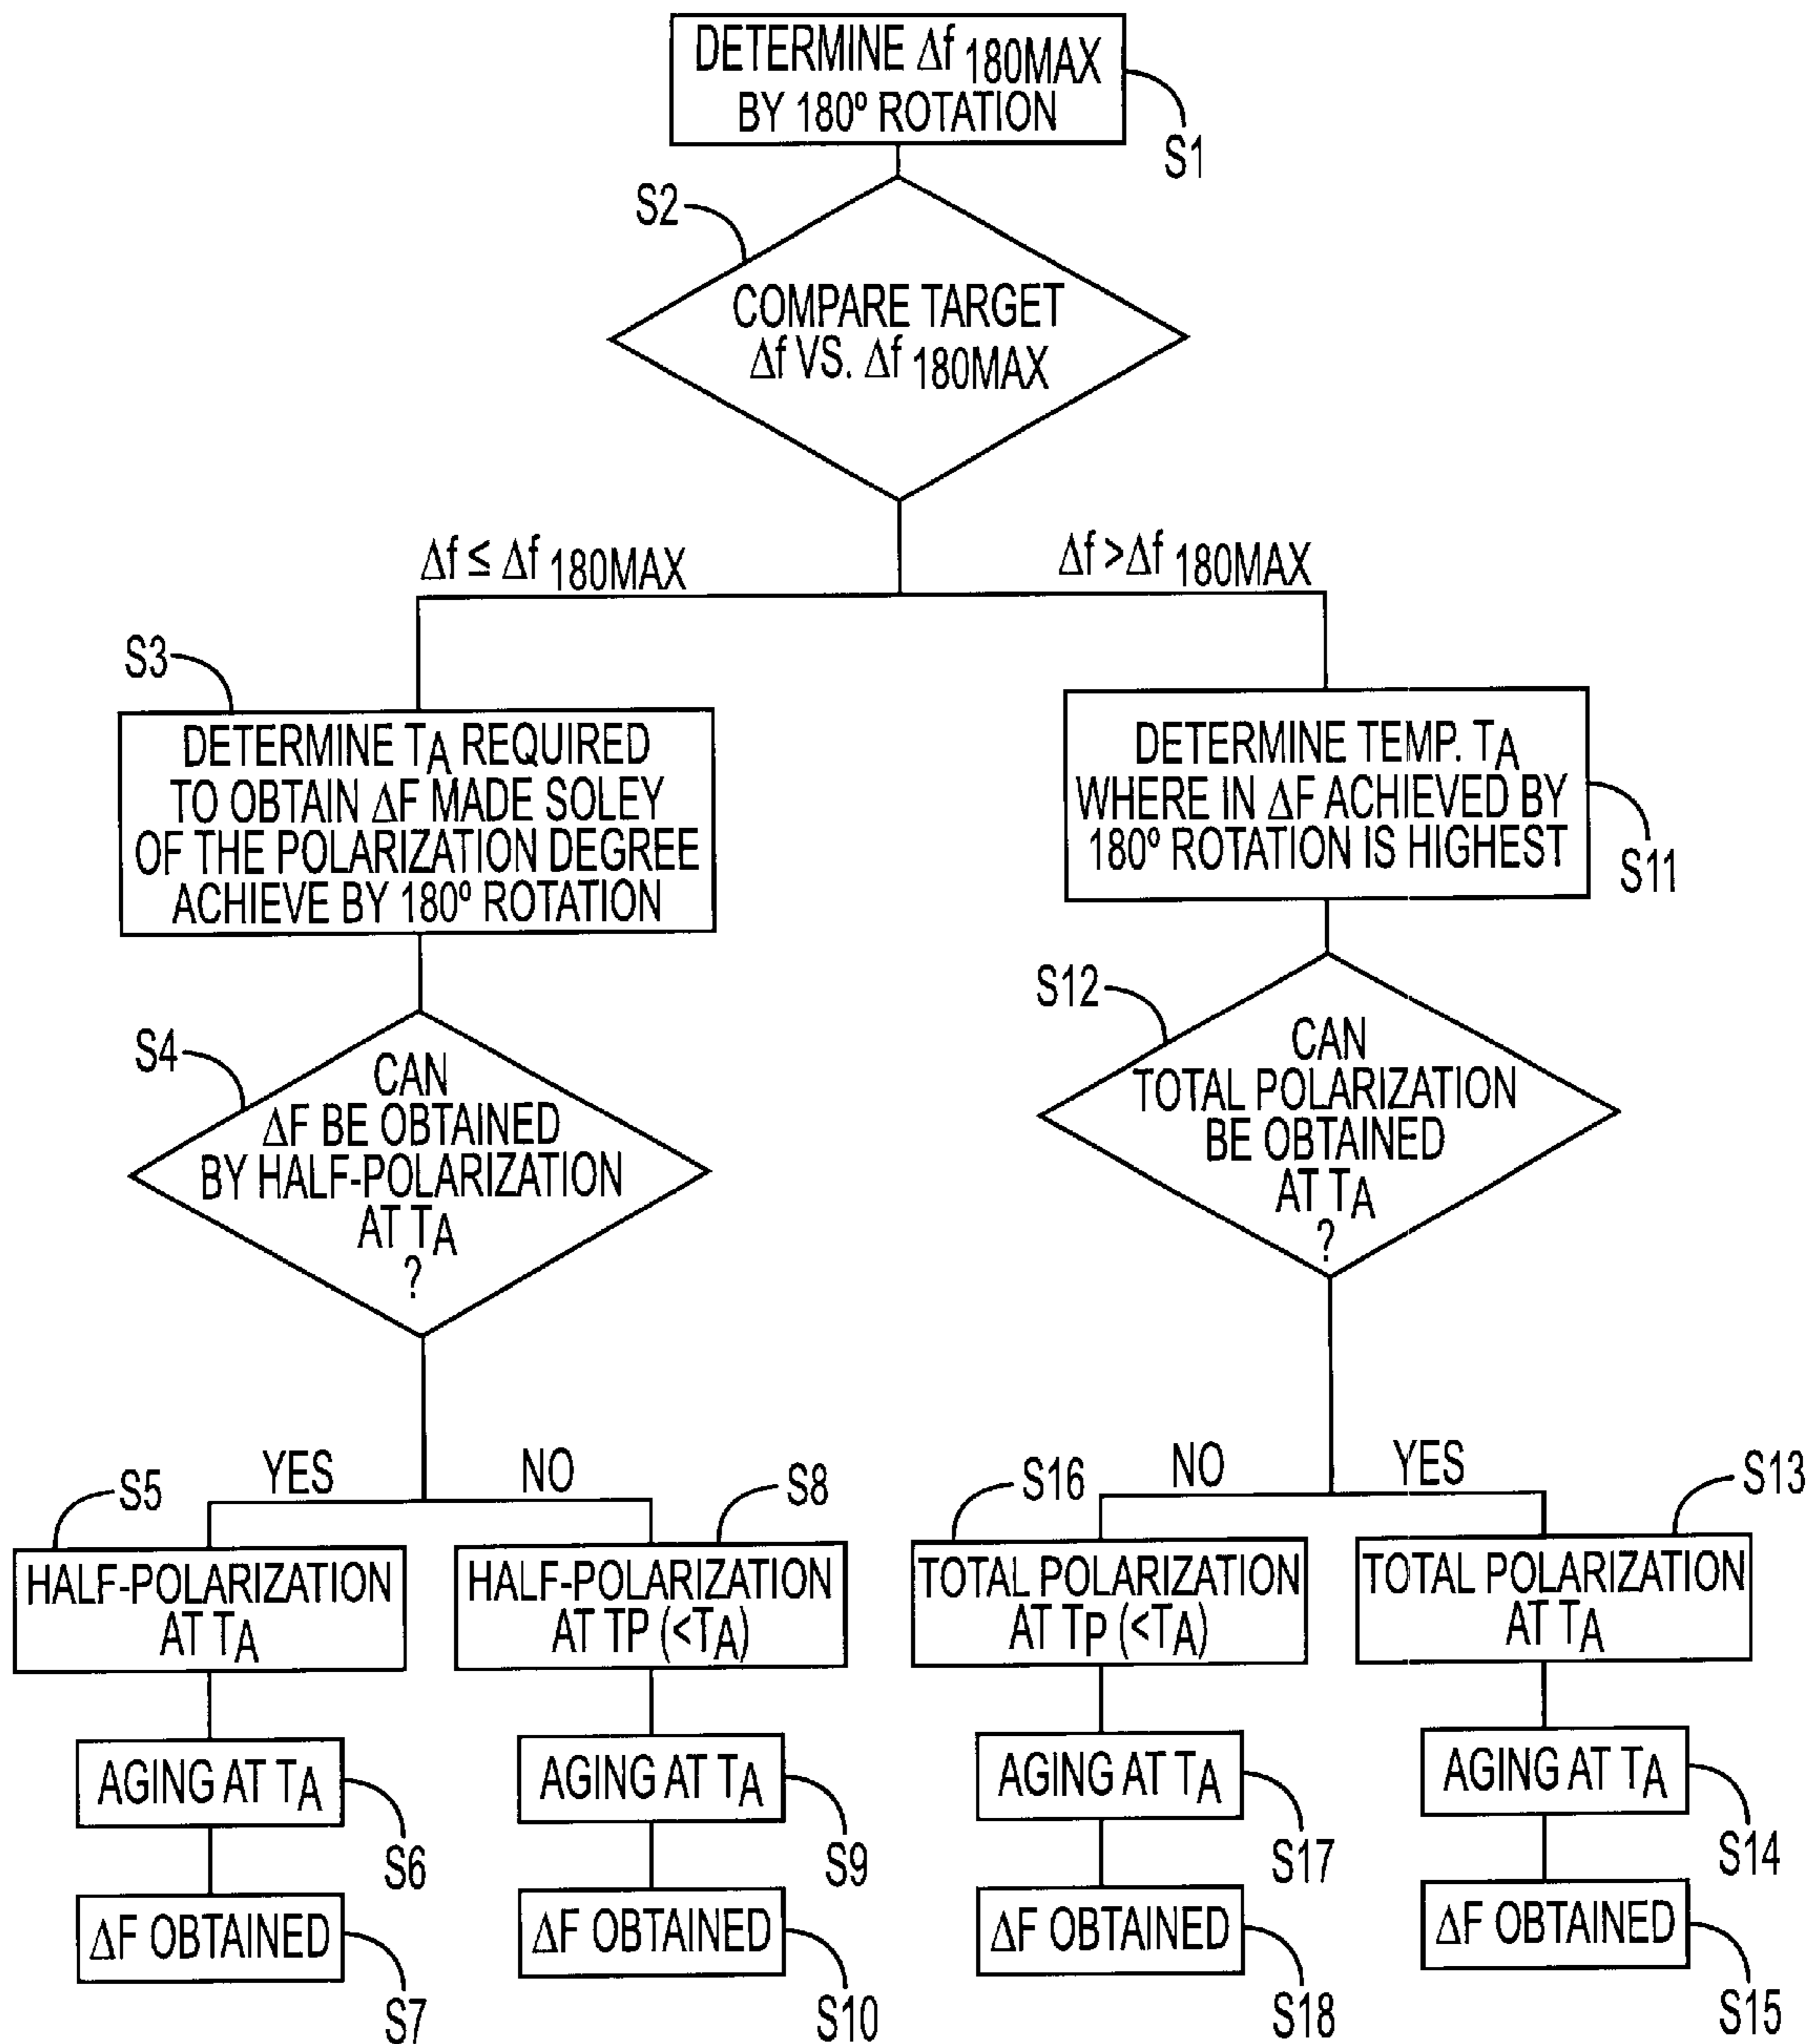 DETERMINE Δf 180MAX
BY 180º ROTATION
S1
S2
COMPARE TARGET
Δf VS. Δf 180MAX
Δf ≤ Δf 180MAX
Δf >Δf 180MAX
S3
DETERMINE TA REQUIRED
TO OBTAIN ΔF MADE SOLEY
OF THE POLARIZATION DEGREE
ACHIEVE BY 180º ROTATION
DETERMINE TEMP. TA
WHERE IN ΔF ACHIEVED BY
180º ROTATION IS HIGHEST
S11
S4
CAN
ΔF BE OBTAINED
BY HALF-POLARIZATION
AT TA
?
S12
CAN
TOTAL POLARIZATION
BE OBTAINED
AT TA
?
YES
NO
NO
YES
S5
HALF-POLARIZATION
AT TA
S8
HALF-POLARIZATION
AT TP (<TA)
S16
TOTAL POLARIZATION
AT TP (<TA)
S13
TOTAL POLARIZATION
AT TA
AGING AT TA
S6
AGING AT TA
S9
AGING AT TA
S17
AGING AT TA
S14
ΔF OBTAINED
S7
ΔF OBTAINED
S10
ΔF OBTAINED
S18
ΔF OBTAINED
S15